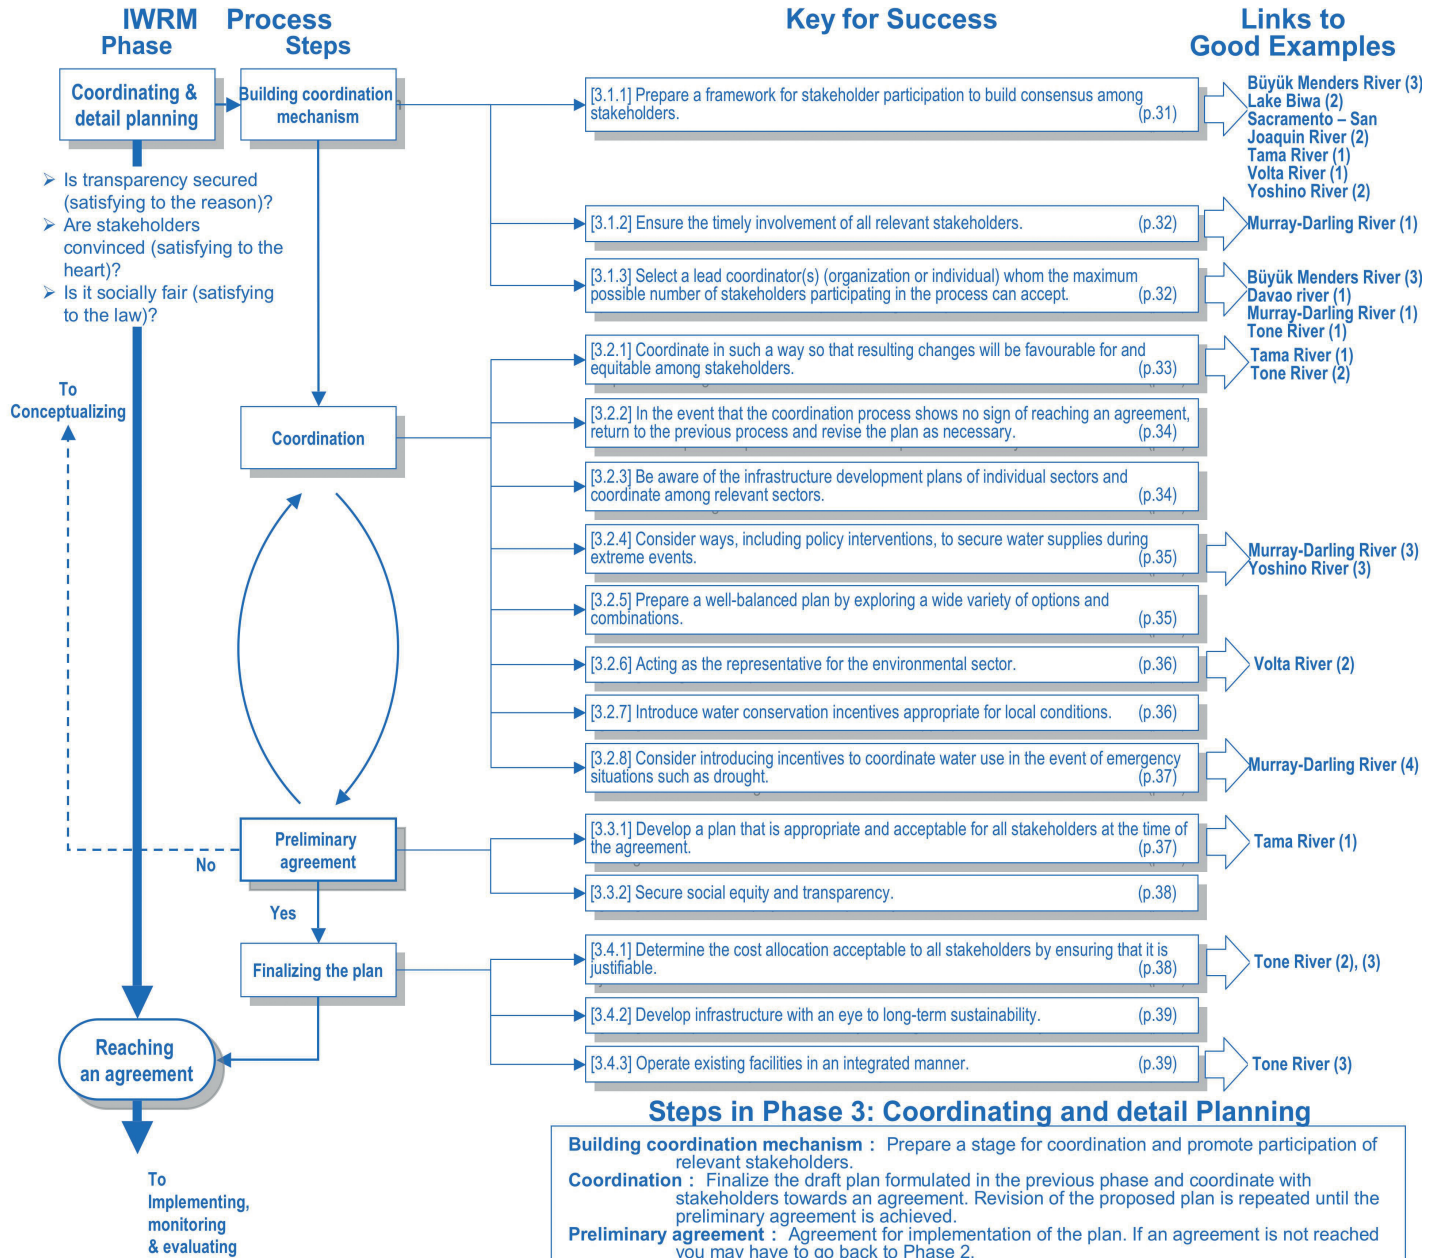 IWRM Process
Phase Steps
Key for Success
Links to
Good Examples
Coordinating &
detail planning
Building coordination
mechanism
➢ Is transparency secured
(satisfying to the reason)?
➢ Are stakeholders
convinced (satisfying to the
heart)?
➢ Is it socially fair (satisfying
to the law)?
To
Conceptualizing
Coordination
Preliminary
agreement
No
Yes
Finalizing the plan
Reaching
an agreement
To
Implementing,
monitoring
& evaluating
[3.1.1] Prepare a framework for stakeholder participation to build consensus among
stakeholders. (p.31)
Büyük Menders River (3)
Lake Biwa (2)
Sacramento – San
Joaquin River (2)
Tama River (1)
Volta River (1)
Yoshino River (2)
[3.1.2] Ensure the timely involvement of all relevant stakeholders. (p.32)
Murray-Darling River (1)
[3.1.3] Select a lead coordinator(s) (organization or individual) whom the maximum
possible number of stakeholders participating in the process can accept. (p.32)
Büyük Menders River (3)
Davao river (1)
Murray-Darling River (1)
Tone River (1)
[3.2.1] Coordinate in such a way so that resulting changes will be favourable for and
equitable among stakeholders. (p.33)
Tama River (1)
Tone River (2)
[3.2.2] In the event that the coordination process shows no sign of reaching an agreement,
return to the previous process and revise the plan as necessary. (p.34)
[3.2.3] Be aware of the infrastructure development plans of individual sectors and
coordinate among relevant sectors. (p.34)
[3.2.4] Consider ways, including policy interventions, to secure water supplies during
extreme events. (p.35)
Murray-Darling River (3)
Yoshino River (3)
[3.2.5] Prepare a well-balanced plan by exploring a wide variety of options and
combinations. (p.35)
[3.2.6] Acting as the representative for the environmental sector. (p.36)
Volta River (2)
[3.2.7] Introduce water conservation incentives appropriate for local conditions. (p.36)
[3.2.8] Consider introducing incentives to coordinate water use in the event of emergency
situations such as drought. (p.37)
Murray-Darling River (4)
[3.3.1] Develop a plan that is appropriate and acceptable for all stakeholders at the time of
the agreement. (p.37)
Tama River (1)
[3.3.2] Secure social equity and transparency. (p.38)
[3.4.1] Determine the cost allocation acceptable to all stakeholders by ensuring that it is
justifiable. (p.38)
Tone River (2), (3)
[3.4.2] Develop infrastructure with an eye to long-term sustainability. (p.39)
[3.4.3] Operate existing facilities in an integrated manner. (p.39)
Tone River (3)
Steps in Phase 3: Coordinating and detail Planning
Building coordination mechanism : Prepare a stage for coordination and promote participation of
relevant stakeholders.
Coordination : Finalize the draft plan formulated in the previous phase and coordinate with
stakeholders towards an agreement. Revision of the proposed plan is repeated until the
preliminary agreement is achieved.
Preliminary agreement : Agreement for implementation of the plan. If an agreement is not reached
you may have to go back to Phase 2.